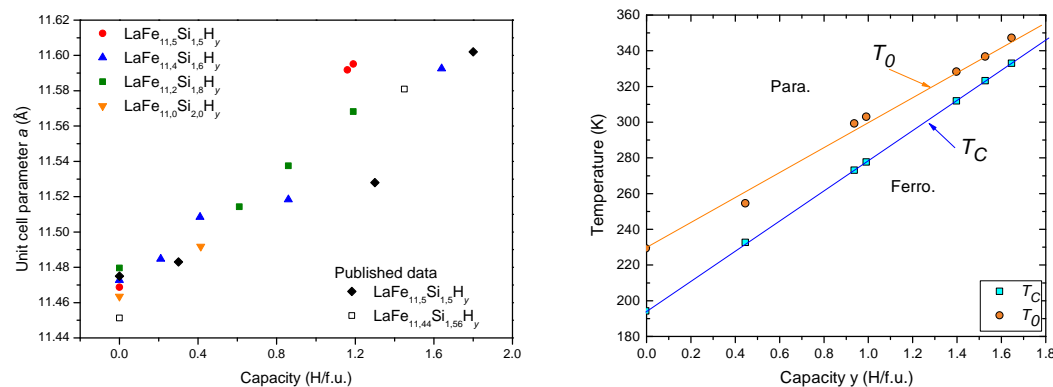 11.62
11.60
11.58
11.56
11.54
11.52
11.50
11.48
11.46
11.44
Unit cell parameter a (Å)
LaFe11,5Si1,5Hy
LaFe11,4Si1,6Hy
LaFe11,2Si1,8Hy
LaFe11,0Si2,0Hy
Published data
LaFe11,5Si1,5Hy
LaFe11,44Si1,56Hy
0.0 0.4 0.8 1.2 1.6 2.0
Capacity (H/f.u.)
360
340
320
300
280
260
240
220
200
180
Temperature (K)
T0
Para.
TC
Ferro.
TC
T0
0.0 0.2 0.4 0.6 0.8 1.0 1.2 1.4 1.6 1.8
Capacity y (H/f.u.)